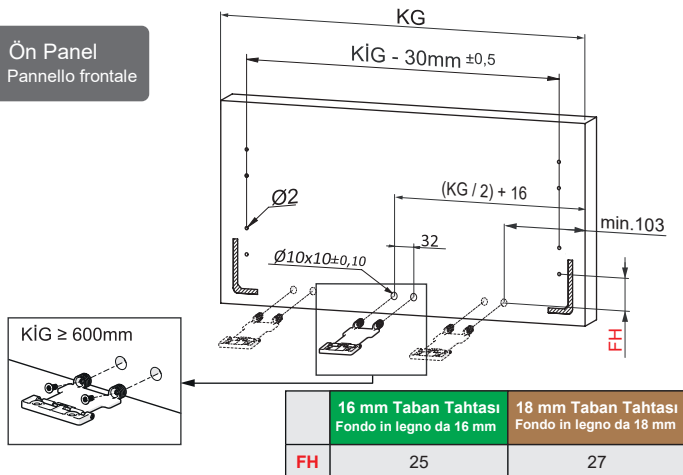 Ön Panel
Pannello frontale
KG
KİG - 30mm ±0,5
(KG / 2) + 16
min.103
Ø2
32
Ø10x10±0,10
FH
KİG ≥ 600mm
16 mm Taban Tahtası
Fondo in legno da 16 mm
18 mm Taban Tahtası
Fondo in legno da 18 mm
FH 25 27